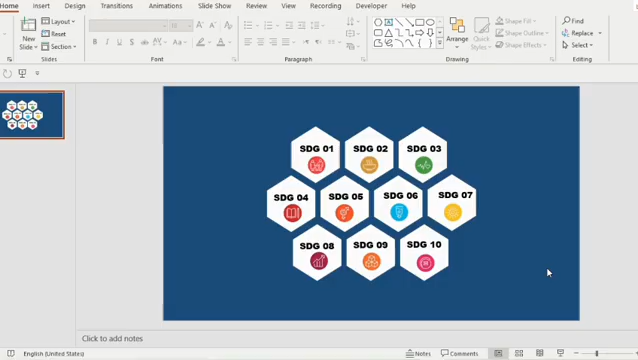 Home Insert Design Transitions Animations Slide Show Review View Recording Developer Help
Layout
Reset
Section
New
Slide
Slides
Font
Paragraph
Arrange
Quick
Styles
Shape Fill
Shape Outline
Shape Effects
Drawing
Find
Replace
Select
Editing
SDG 01 SDG 02 SDG 03
SDG 04 SDG 05 SDG 06 SDG 07
SDG 08 SDG 09 SDG 10
Click to add notes
English (United States) Notes Comments